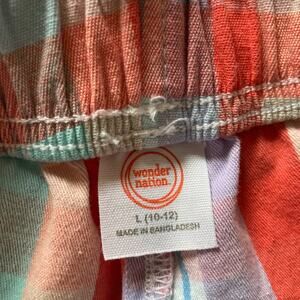 wonder
nation
L (10-12)
MADE IN BANGLADESH